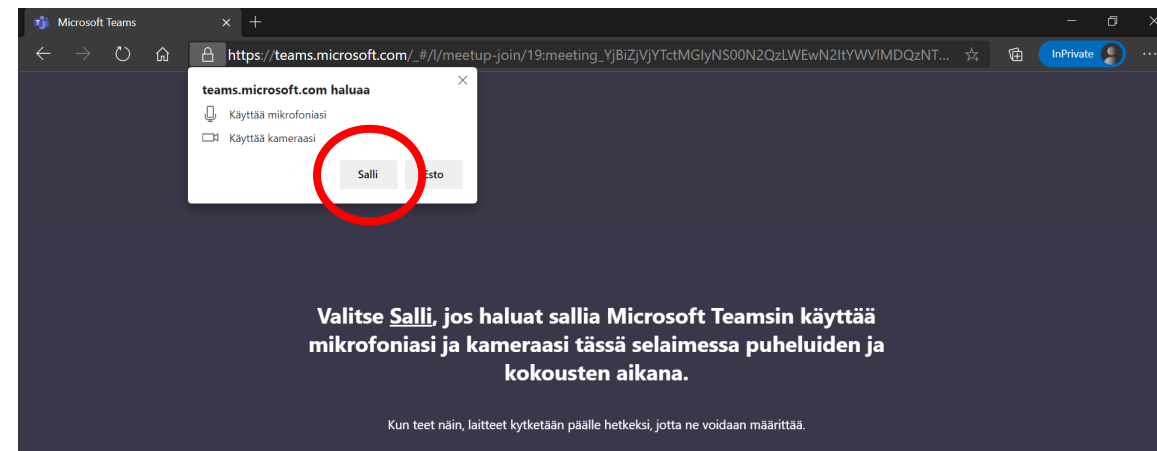 Microsoft Teams
https://teams.microsoft.com/_#/l/meetup-join/19:meeting_YjBiZjVjYTctMGIyNS00N2QzLWEwN2ItYWVlMDQzNT...
InPrivate
teams.microsoft.com haluaa
Käyttää mikrofoniasi
Käyttää kameraasi
Salli Esto
Valitse Salli, jos haluat sallia Microsoft Teamsin käyttää
mikrofoniasi ja kameraasi tässä selaimessa puheluiden ja
kokousten aikana.
Kun teet näin, laitteet kytketään päälle hetkeksi, jotta ne voidaan määrittää.